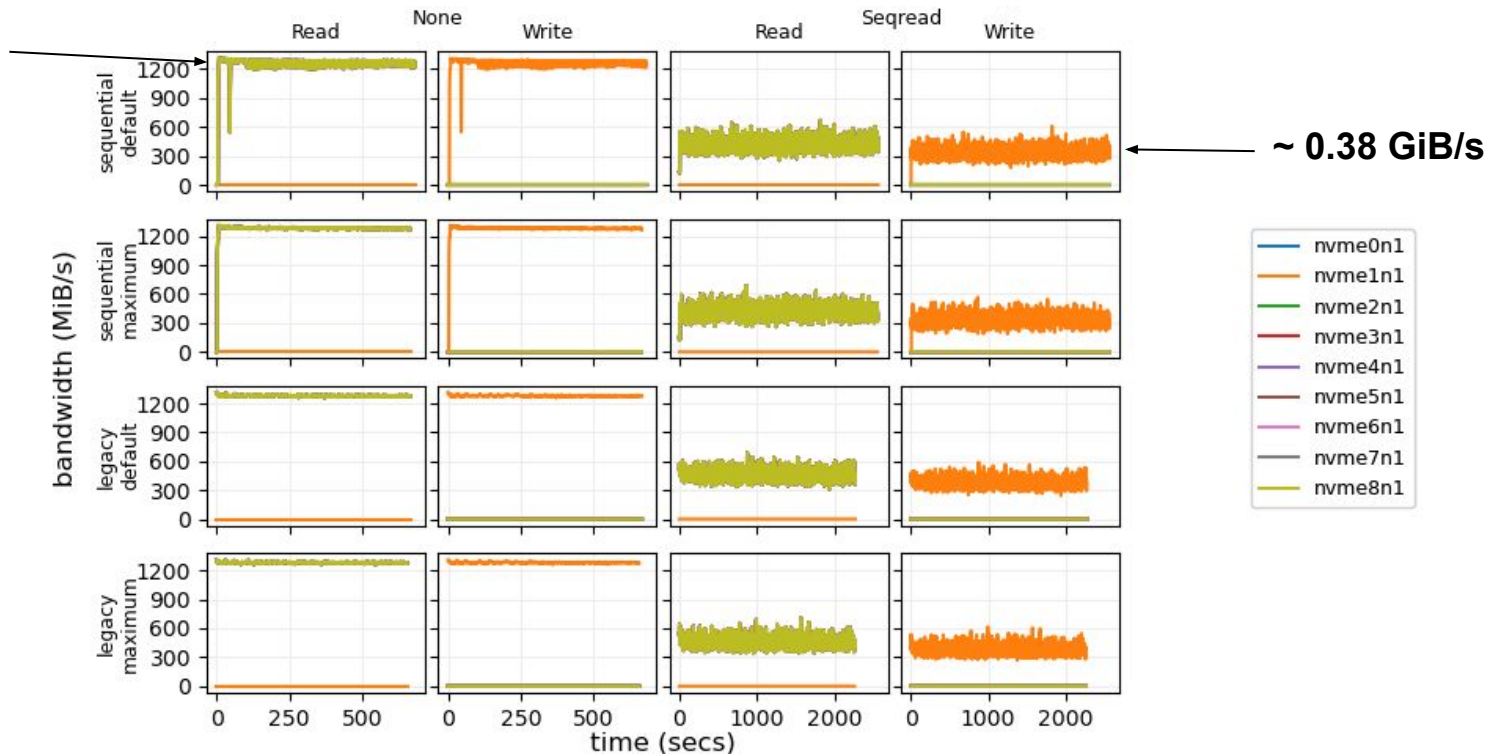 None
Seqread
Read
Write
Read
Write
sequential
default
1200
900
600
300
0
~ 0.38 GiB/s
sequential
maximum
1200
900
600
300
0
legacy
default
1200
900
600
300
0
legacy
maximum
1200
900
600
300
0
bandwidth (MiB/s)
0 250 500
0 250 500
0 1000 2000
0 1000 2000
time (secs)
nvme0n1
nvme1n1
nvme2n1
nvme3n1
nvme4n1
nvme5n1
nvme6n1
nvme7n1
nvme8n1